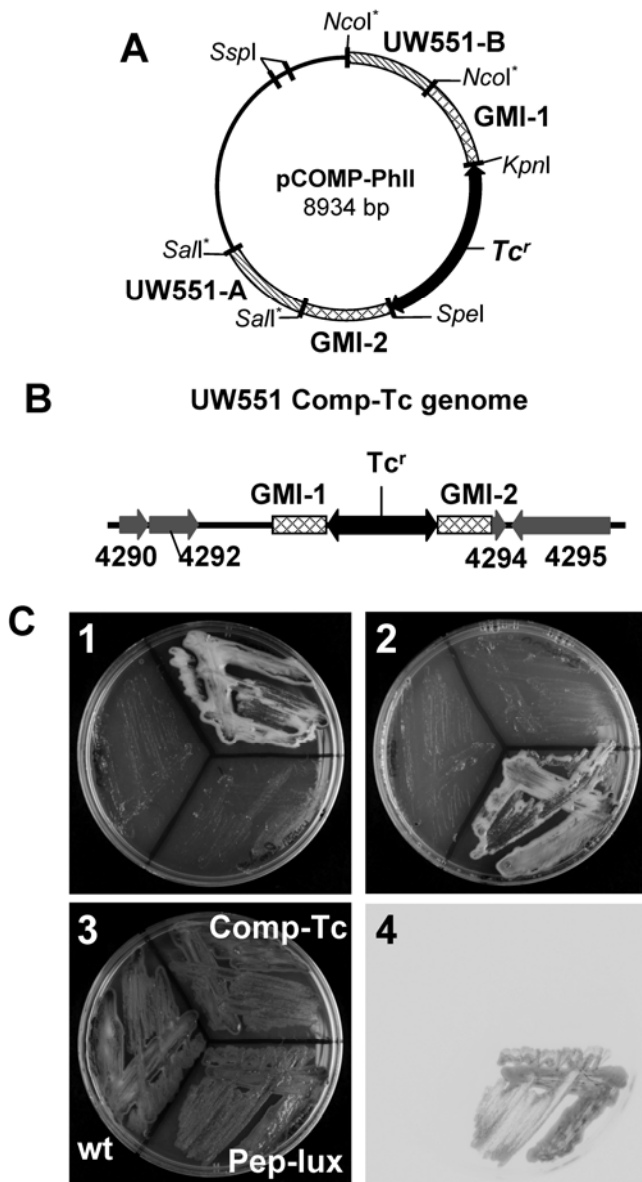 A
NcoI*
UW551-B
SspI
NcoI*
GMI-1
KpnI
pCOMP-PhII
8934 bp
Tcʳ
SalI*
UW551-A
SalI*
GMI-2
SpeI
B
UW551 Comp-Tc genome
Tcʳ
GMI-1
GMI-2
4290
4292
4294
4295
C
1
2
3
Comp-Tc
wt
Pep-lux
4